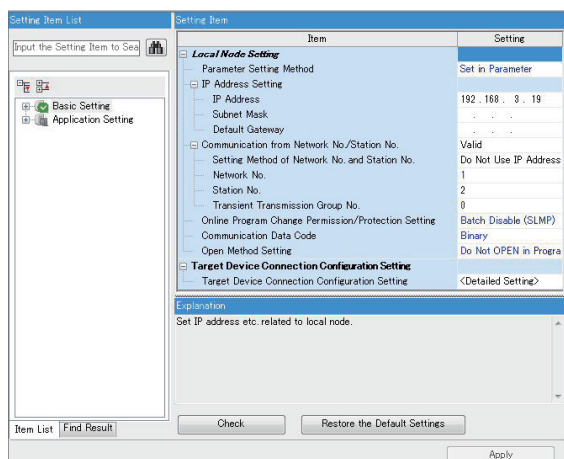 Setting Item List
Input the Setting Item to Sea
Basic Setting
Application Setting
Item List
Find Result
Setting Item
Item Setting
Local Node Setting
Parameter Setting Method Set in Parameter
IP Address Setting
IP Address 192 . 168 . 3 . 19
Subnet Mask . . .
Default Gateway . . .
Communication from Network No./Station No. Valid
Setting Method of Network No. and Station No. Do Not Use IP Address
Network No. 1
Station No. 2
Transient Transmission Group No. 0
Online Program Change Permission/Protection Setting Batch Disable (SLMP)
Communication Data Code Binary
Open Method Setting Do Not OPEN in Progra
Target Device Connection Configuration Setting
Target Device Connection Configuration Setting <Detailed Setting>
Explanation
Set IP address etc. related to local node.
Check
Restore the Default Settings
Apply